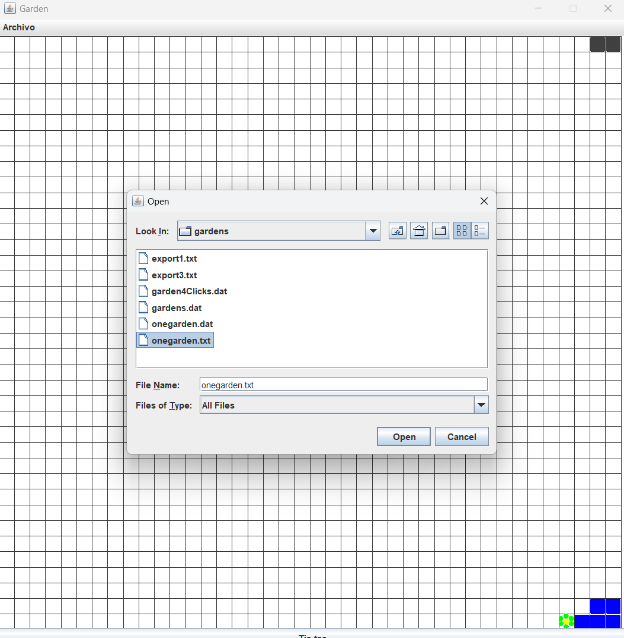 Garden
Archivo
Open
Look In: gardens
export1.txt
export3.txt
garden4Clicks.dat
gardens.dat
onegarden.dat
onegarden.txt
File Name: onegarden.txt
Files of Type: All Files
Open Cancel